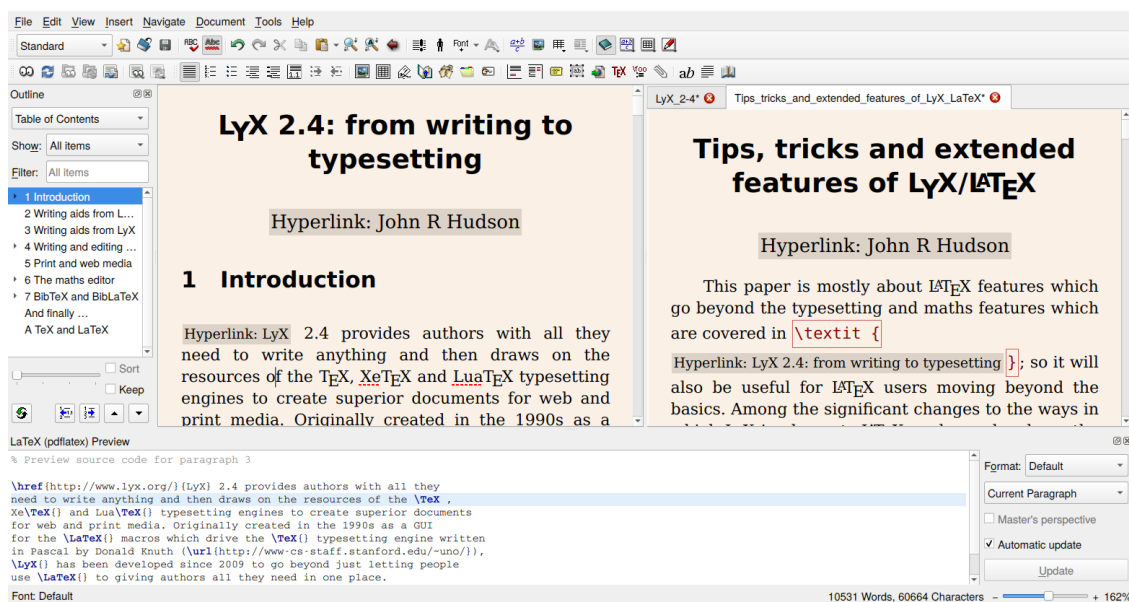 File Edit View Insert Navigate Document Tools Help
Standard
Outline
Table of Contents
Show: All items
Filter: All items
1 Introduction
2 Writing aids from L...
3 Writing aids from LyX
4 Writing and editing ...
5 Print and web media
6 The maths editor
7 BibTeX and BibLaTeX
And finally ...
A TeX and LaTeX
Sort
Keep
LyX 2.4: from writing to
typesetting
Hyperlink: John R Hudson
1 Introduction
Hyperlink: LyX 2.4 provides authors with all they
need to write anything and then draws on the
resources of the TEX, XeTEX and LuaTEX typesetting
engines to create superior documents for web and
print media. Originally created in the 1990s as a
LyX_2-4*
Tips_tricks_and_extended_features_of_LyX_LaTeX*
Tips, tricks and extended
features of LyX/LATEX
Hyperlink: John R Hudson
This paper is mostly about LATEX features which
go beyond the typesetting and maths features which
are covered in \textit {
Hyperlink: LyX 2.4: from writing to typesetting }; so it will
also be useful for LATEX users moving beyond the
basics. Among the significant changes to the ways in
LaTeX (pdflatex) Preview
% Preview source code for paragraph 3
\href{http://www.lyx.org/}{LyX} 2.4 provides authors with all they
need to write anything and then draws on the resources of the \TeX ,
Xe\TeX{} and Lua\TeX{} typesetting engines to create superior documents
for web and print media. Originally created in the 1990s as a GUI
for the \LaTeX{} macros which drive the \TeX{} typesetting engine written
in Pascal by Donald Knuth (\url{http://www-cs-staff.stanford.edu/~uno/}),
\LyX{} has been developed since 2009 to go beyond just letting people
use \LaTeX{} to giving authors all they need in one place.
Format: Default
Current Paragraph
Master's perspective
Automatic update
Update
Font: Default
10531 Words, 60664 Characters
162%